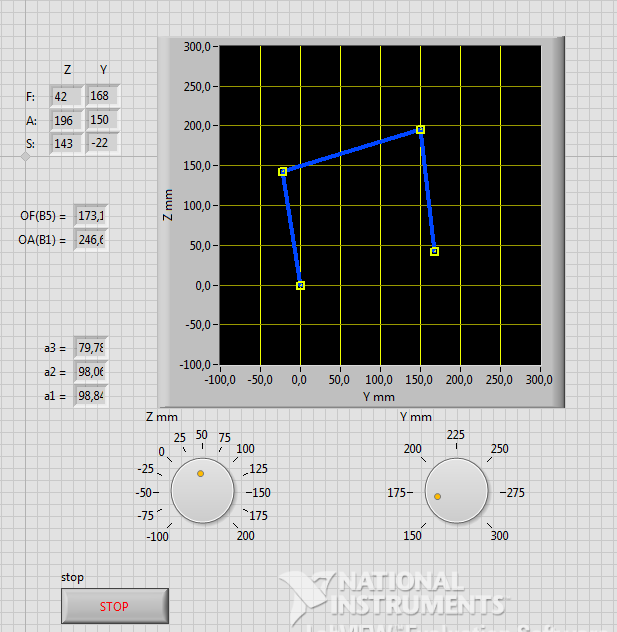 Z Y
F: 42 168
A: 196 150
S: 143 -22
OF(B5) = 173,1
OA(B1) = 246,6
a3 = 79,78
a2 = 98,06
a1 = 98,84
300,0
250,0
200,0
150,0
100,0
50,0
0,0
-50,0
-100,0
Z mm
-100,0 -50,0 0,0 50,0 100,0 150,0 200,0 250,0 300,0
Y mm
Z mm
-100 -75 -50 -25 0 25 50 75 100 125 150 175 200
Y mm
150 175 200 225 250 275 300
stop
STOP
NATIONAL
INSTRUMENTS